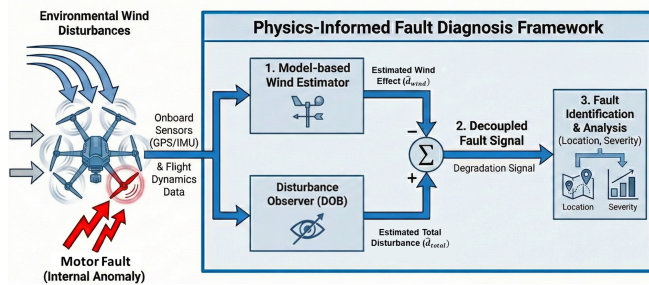 Environmental Wind
Disturbances
Motor Fault
(Internal Anomaly)
Onboard
Sensors
(GPS/IMU)
& Flight
Dynamics
Data
Physics-Informed Fault Diagnosis Framework
1. Model-based
Wind Estimator
Estimated Wind
Effect (d̂_wind)
Disturbance
Observer (DOB)
Estimated Total
Disturbance (d̂_total)
−
Σ
+
2. Decoupled
Fault Signal
Degradation Signal
3. Fault
Identification
& Analysis
(Location, Severity)
Location Severity